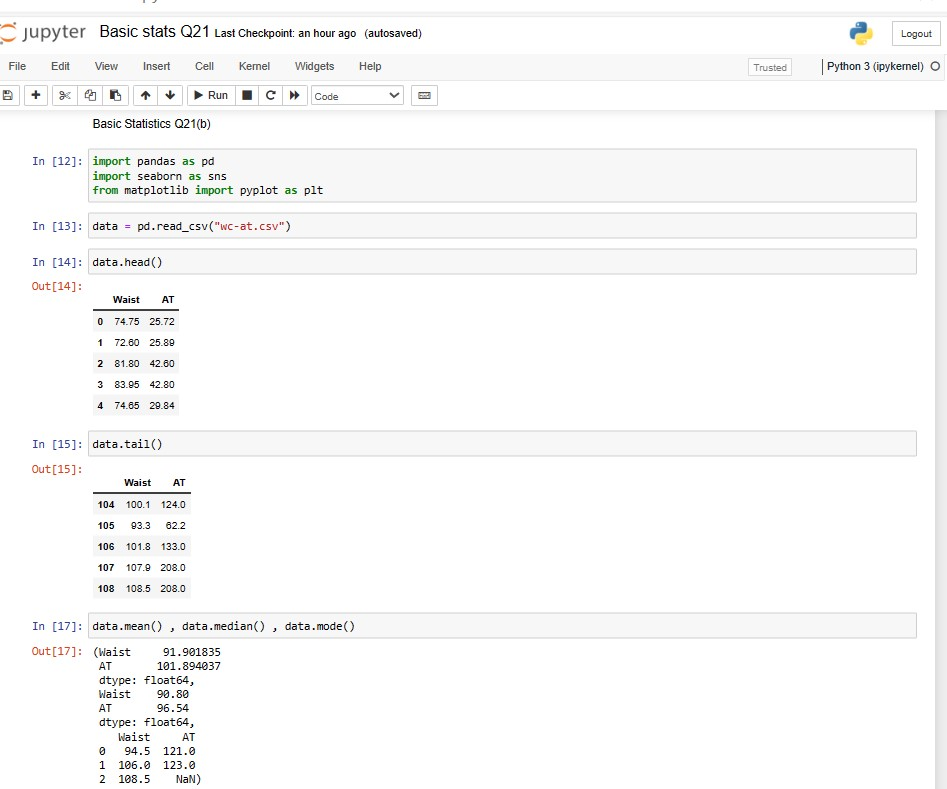 jupyter Basic stats Q21 Last Checkpoint: an hour ago (autosaved) Logout
File Edit View Insert Cell Kernel Widgets Help Trusted Python 3 (ipykernel)
Run Code
Basic Statistics Q21(b)
In [12]: import pandas as pd
import seaborn as sns
from matplotlib import pyplot as plt
In [13]: data = pd.read_csv("wc-at.csv")
In [14]: data.head()
Out[14]:
Waist AT
0 74.75 25.72
1 72.60 25.89
2 81.80 42.60
3 83.95 42.80
4 74.65 29.84
In [15]: data.tail()
Out[15]:
Waist AT
104 100.1 124.0
105 93.3 62.2
106 101.8 133.0
107 107.9 208.0
108 108.5 208.0
In [17]: data.mean() , data.median() , data.mode()
Out[17]: (Waist 91.901835
AT 101.894037
dtype: float64,
Waist 90.80
AT 96.54
dtype: float64,
Waist AT
0 94.5 121.0
1 106.0 123.0
2 108.5 NaN)